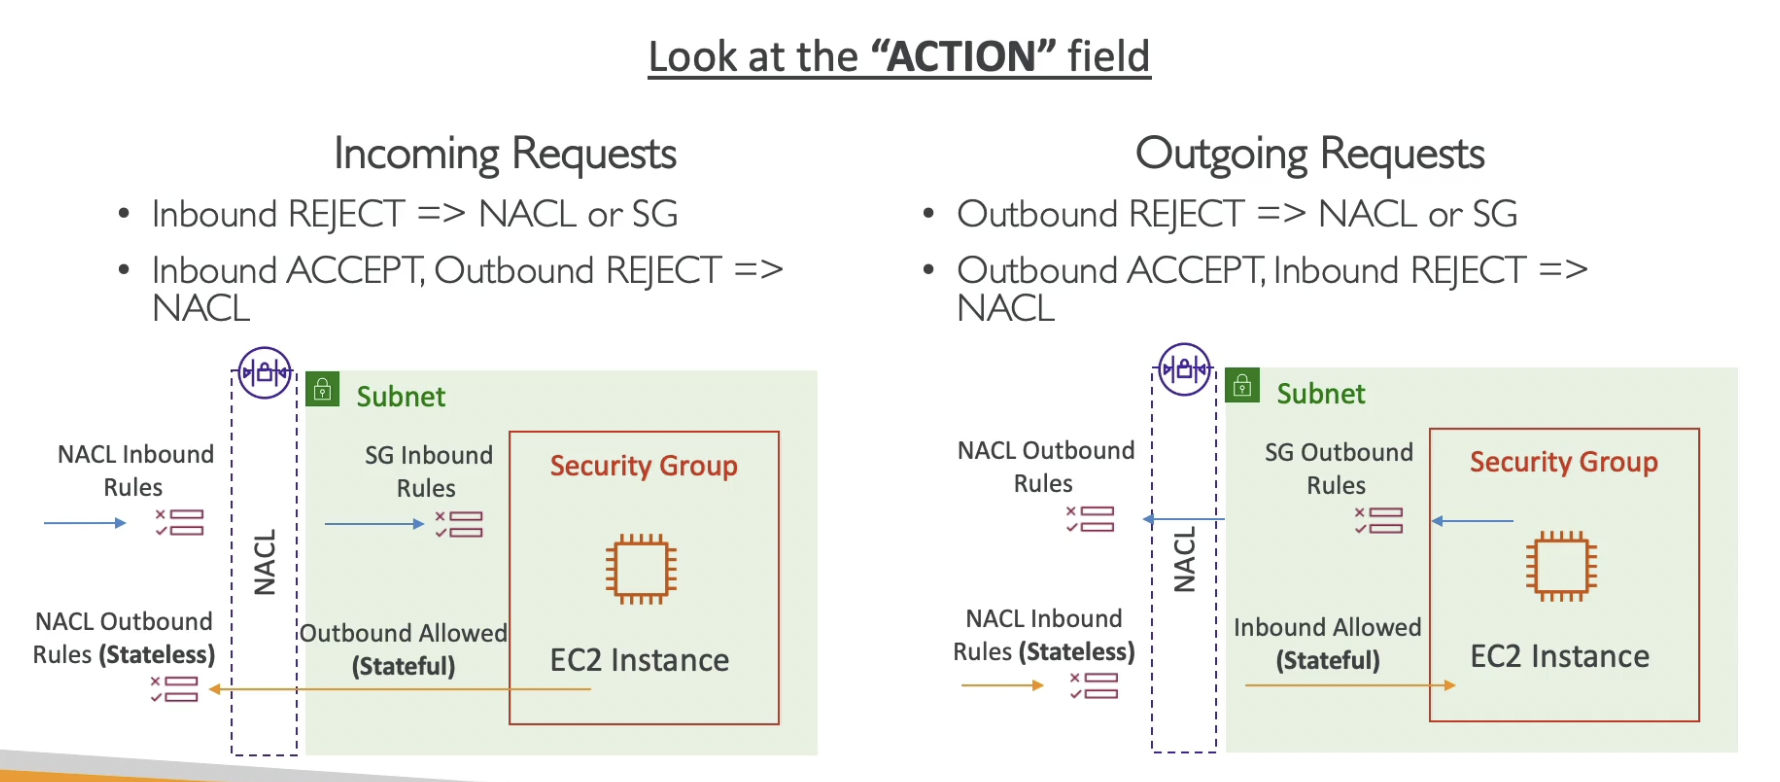 Look at the “ACTION” field
Incoming Requests
• Inbound REJECT => NACL or SG
• Inbound ACCEPT, Outbound REJECT =>
NACL
Subnet
NACL Inbound
Rules
SG Inbound
Rules
Security Group
NACL
NACL Outbound
Rules (Stateless)
Outbound Allowed
(Stateful)
EC2 Instance
Outgoing Requests
• Outbound REJECT => NACL or SG
• Outbound ACCEPT, Inbound REJECT =>
NACL
Subnet
NACL Outbound
Rules
SG Outbound
Rules
Security Group
NACL
NACL Inbound
Rules (Stateless)
Inbound Allowed
(Stateful)
EC2 Instance